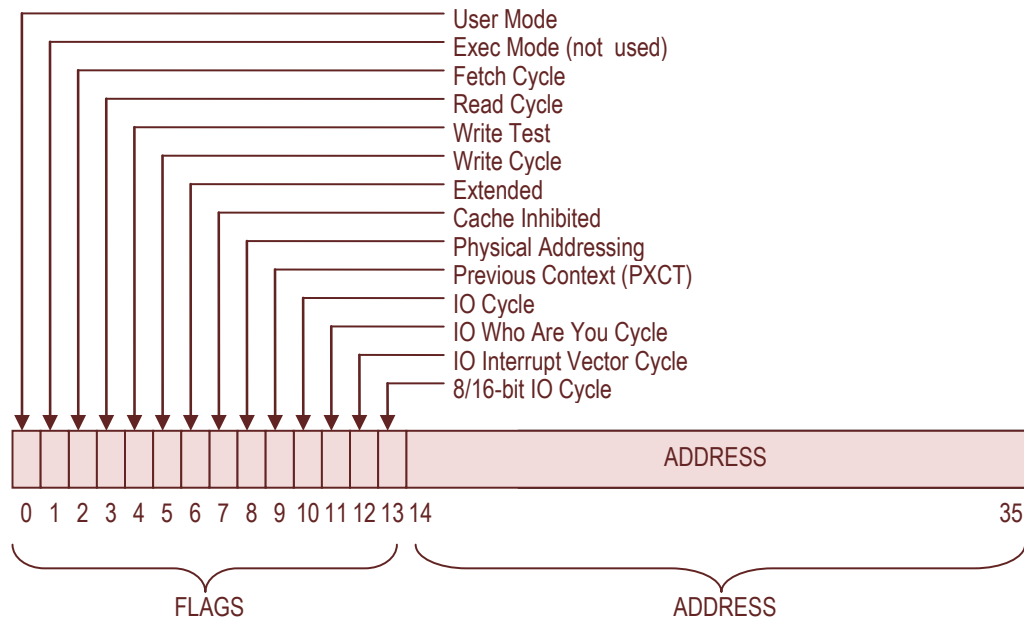 User Mode
Exec Mode (not used)
Fetch Cycle
Read Cycle
Write Test
Write Cycle
Extended
Cache Inhibited
Physical Addressing
Previous Context (PXCT)
IO Cycle
IO Who Are You Cycle
IO Interrupt Vector Cycle
8/16-bit IO Cycle
ADDRESS
0 1 2 3 4 5 6 7 8 9 10 11 12 13 14 35
FLAGS ADDRESS